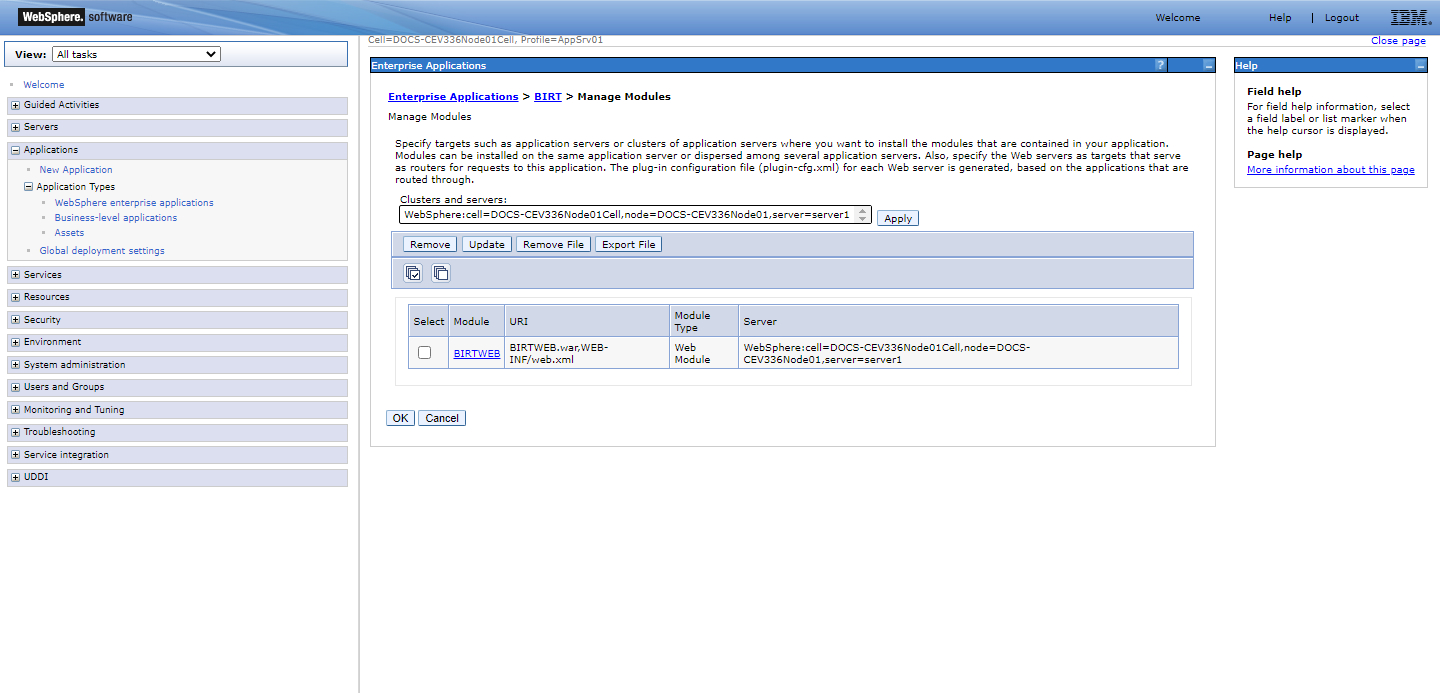 WebSphere. software
Welcome Help | Logout IBM.
View: All tasks
Cell=DOCS-CEV336Node01Cell, Profile=AppSrv01
Close page
Welcome
Guided Activities
Servers
Applications
New Application
Application Types
WebSphere enterprise applications
Business-level applications
Assets
Global deployment settings
Services
Resources
Security
Environment
System administration
Users and Groups
Monitoring and Tuning
Troubleshooting
Service integration
UDDI
Enterprise Applications ? _
Enterprise Applications > BIRT > Manage Modules
Manage Modules
Specify targets such as application servers or clusters of application servers where you want to install the modules that are contained in your application.
Modules can be installed on the same application server or dispersed among several application servers. Also, specify the Web servers as targets that serve
as routers for requests to this application. The plug-in configuration file (plugin-cfg.xml) for each Web server is generated, based on the applications that are
routed through.
Clusters and servers:
WebSphere:cell=DOCS-CEV336Node01Cell,node=DOCS-CEV336Node01,server=server1
Apply
Remove Update Remove File Export File
Select Module URI Module Type Server
BIRTWEB BIRTWEB.war,WEB-
INF/web.xml
Web
Module
WebSphere:cell=DOCS-CEV336Node01Cell,node=DOCS-
CEV336Node01,server=server1
OK Cancel
Help _
Field help
For field help information, select
a field label or list marker when
the help cursor is displayed.
Page help
More information about this page